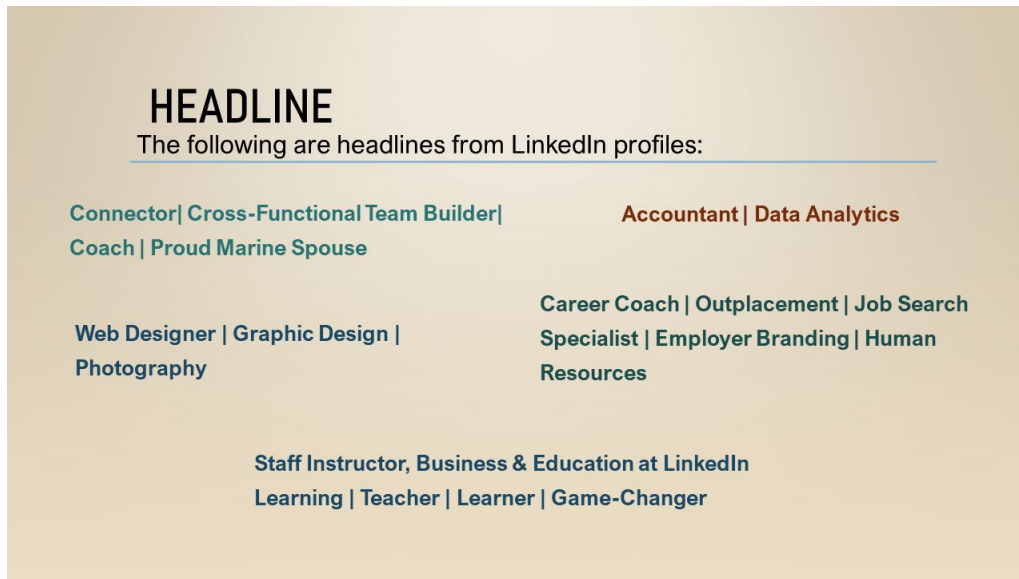 HEADLINE
The following are headlines from LinkedIn profiles:
Connector| Cross-Functional Team Builder|
Coach | Proud Marine Spouse
Accountant | Data Analytics
Web Designer | Graphic Design |
Photography
Career Coach | Outplacement | Job Search
Specialist | Employer Branding | Human
Resources
Staff Instructor, Business & Education at LinkedIn
Learning | Teacher | Learner | Game-Changer